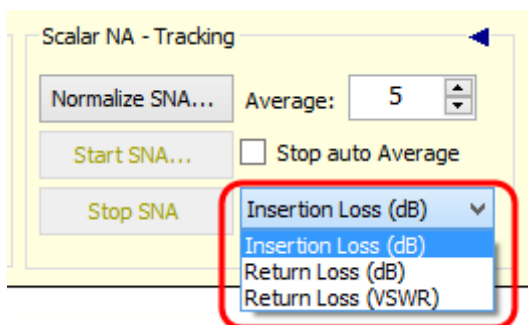 Scalar NA - Tracking
Normalize SNA... Average: 5
Start SNA... Stop auto Average
Stop SNA Insertion Loss (dB)
Insertion Loss (dB)
Return Loss (dB)
Return Loss (VSWR)